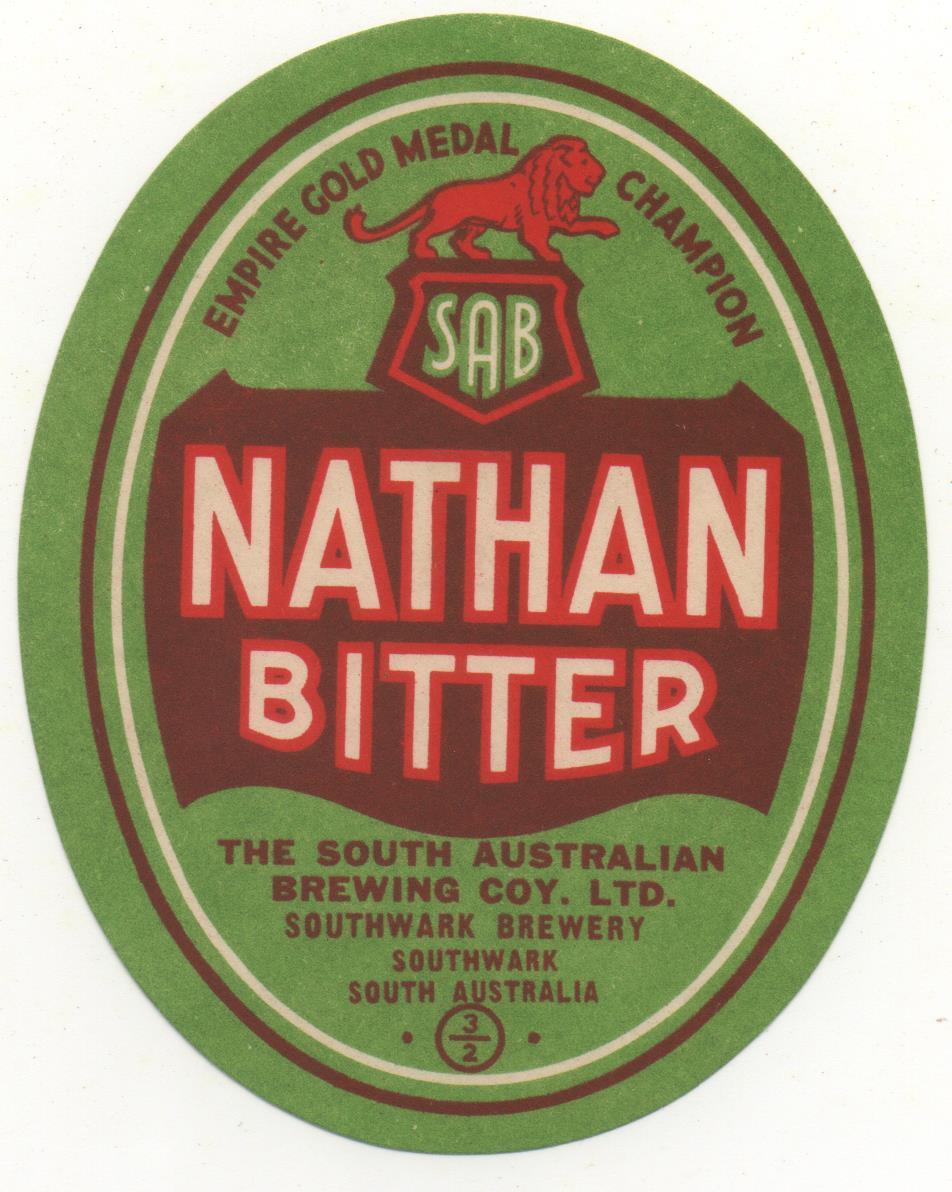 EMPIRE GOLD MEDAL CHAMPION
SAB
NATHAN
BITTER
THE SOUTH AUSTRALIAN
BREWING COY. LTD.
SOUTHWARK BREWERY
SOUTHWARK
SOUTH AUSTRALIA
3
2